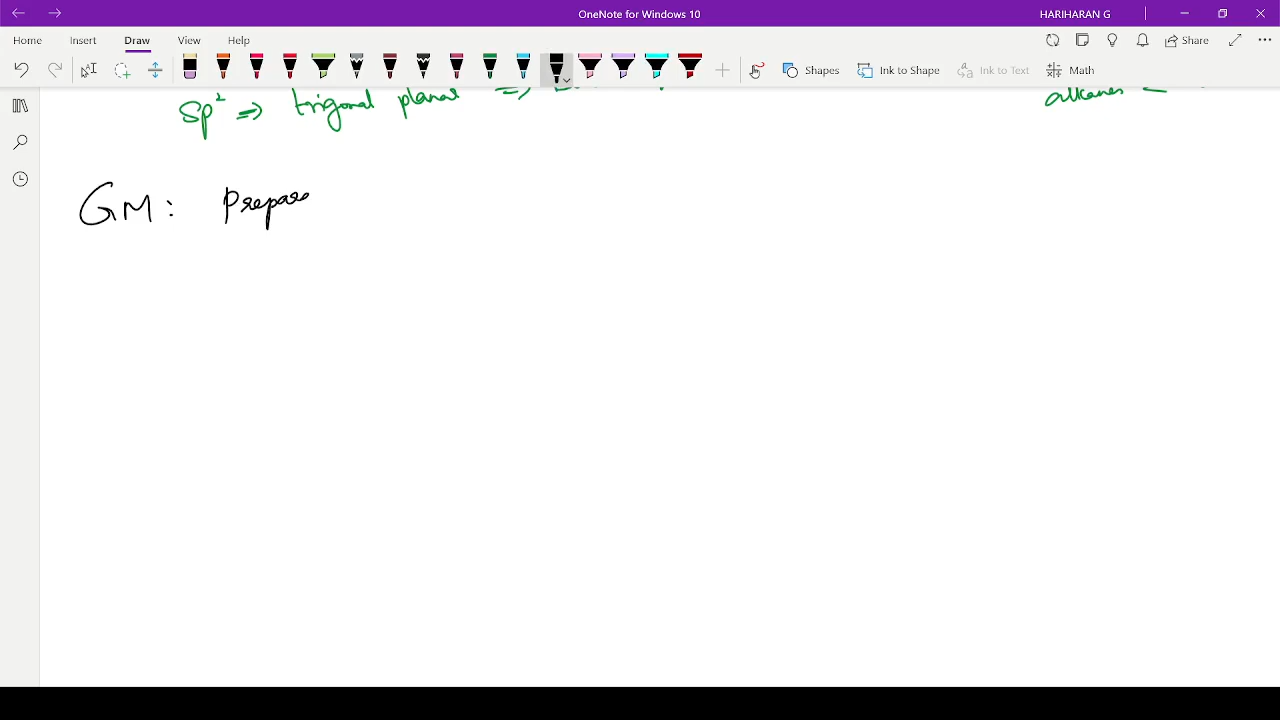 OneNote for Windows 10
HARIHARAN G
Home Insert Draw View Help
Share
Shapes Ink to Shape Ink to Text Math
Sp² ⇒ trigonal planar ⇒
alkanes
GM: Prepare